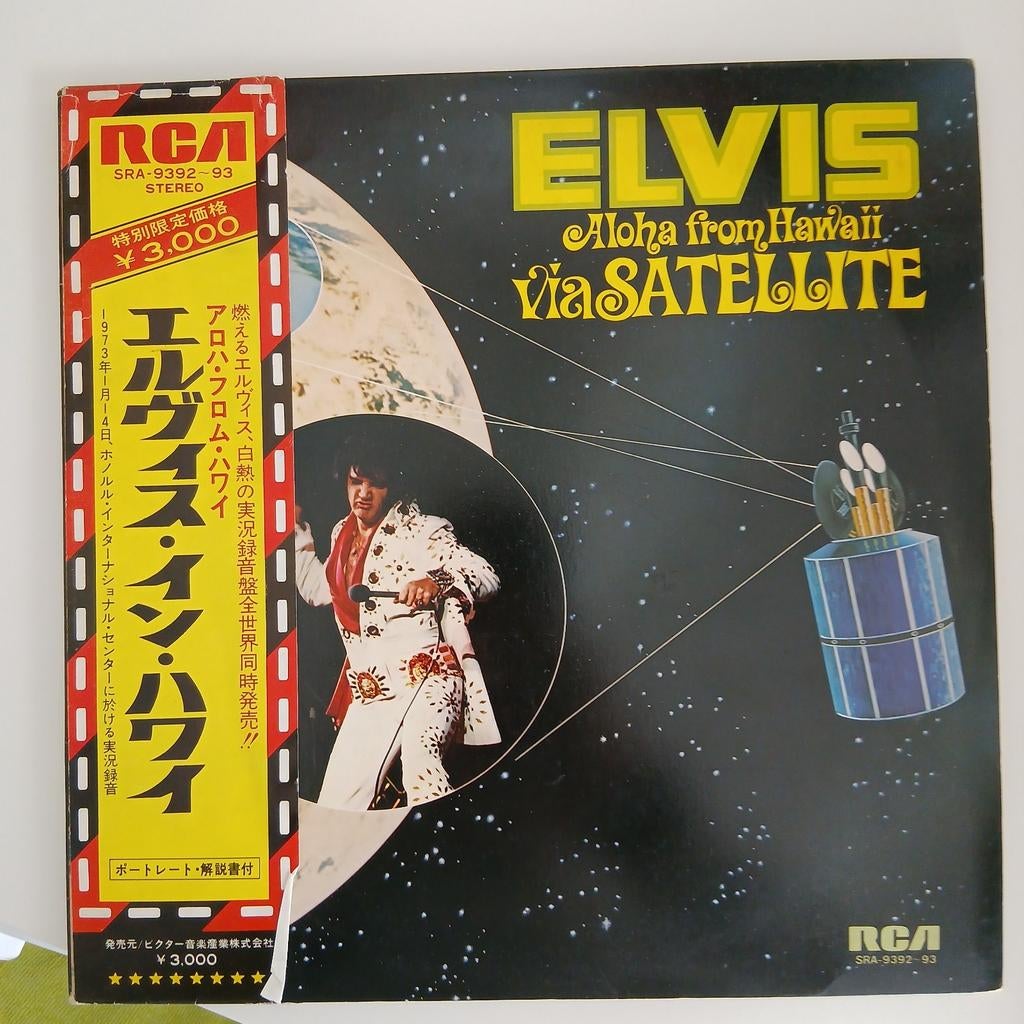 RCA
SRA-9392~93
STEREO
特別限定価格
¥3,000
燃えるエルヴィス、白熱の実況録音盤全世界同時発売!!
アロハ・フロム・ハワイ
エルヴィス・イン・ハワイ
1973年1月14日、ホノルル・インターナショナル・センターに於ける実況録音
ポートレート・解説書付
発売元/ビクター音楽産業株式会社
¥3,000
★★★★★★★★
ELVIS
Aloha from Hawaii
via SATELLITE
RCA
SRA-9392~93